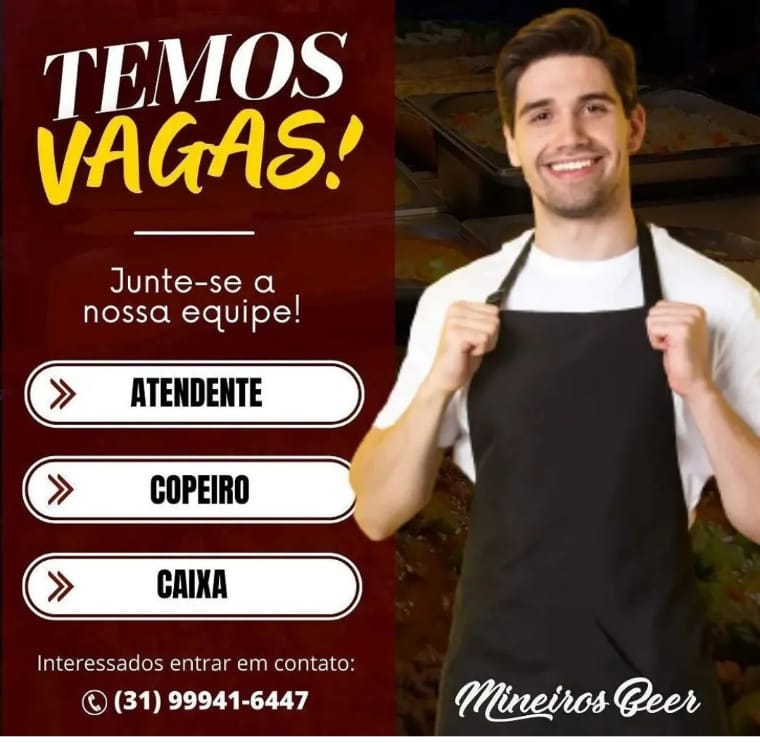 TEMOS
VAGAS!
Junte-se a
nossa equipe!
ATENDENTE
COPEIRO
CAIXA
Interessados entrar em contato:
(31) 99941-6447
Mineiros Beer